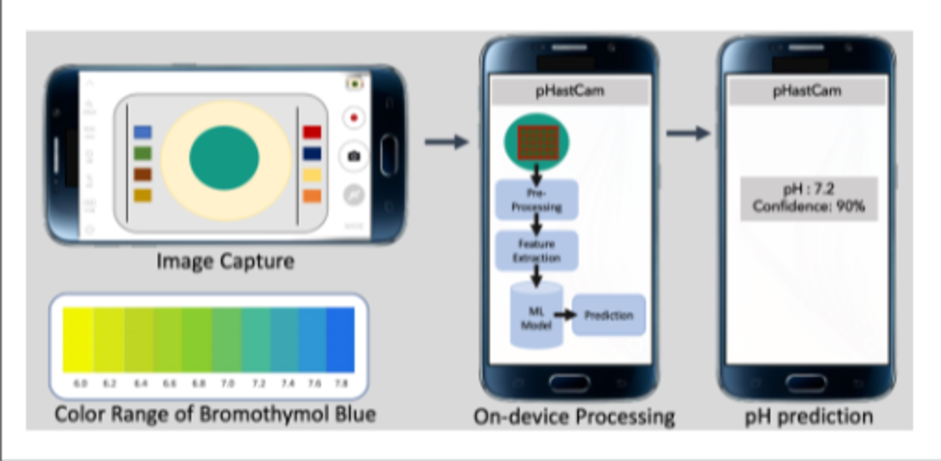 Image Capture
6.0 6.2 6.4 6.6 6.8 7.0 7.2 7.4 7.6 7.8
Color Range of Bromothymol Blue
pHastCam
Pre-
Processing
Feature
Extraction
ML
Model
Prediction
On-device Processing
pHastCam
pH : 7.2
Confidence: 90%
pH prediction